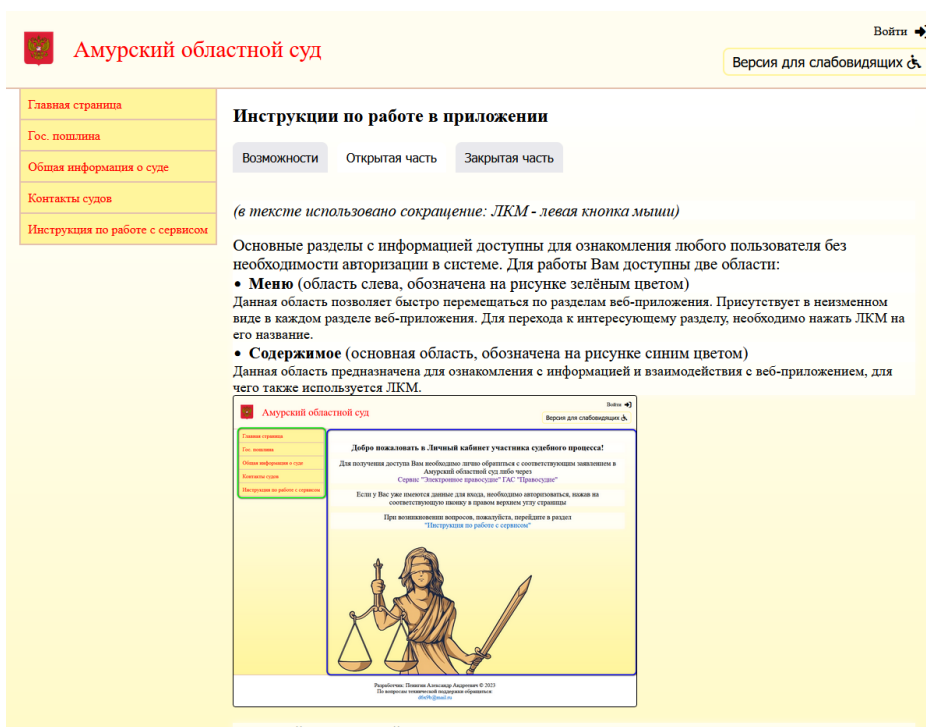 Войти
Амурский областной суд
Версия для слабовидящих
Главная страница
Гос. пошлина
Общая информация о суде
Контакты судов
Инструкция по работе с сервисом
Инструкции по работе в приложении
Возможности
Открытая часть
Закрытая часть
(в тексте использовано сокращение: ЛКМ - левая кнопка мыши)
Основные разделы с информацией доступны для ознакомления любого пользователя без
необходимости авторизации в системе. Для работы Вам доступны две области:
• Меню (область слева, обозначена на рисунке зелёным цветом)
Данная область позволяет быстро перемещаться по разделам веб-приложения. Присутствует в неизменном
виде в каждом разделе веб-приложения. Для перехода к интересующему разделу, необходимо нажать ЛКМ на
его название.
• Содержимое (основная область, обозначена на рисунке синим цветом)
Данная область предназначена для ознакомления с информацией и взаимодействия с веб-приложением, для
чего также используется ЛКМ.
Войти
Амурский областной суд
Версия для слабовидящих
Главная страница
Гос. пошлина
Общая информация о суде
Контакты судов
Инструкция по работе с сервисом
Добро пожаловать в Личный кабинет участника судебного процесса!
Для получения доступа Вам необходимо лично обратиться с соответствующим заявлением в
Амурский областной суд либо через
Сервис "Электронное правосудие" ГАС "Правосудие"
Если у Вас уже имеются данные для входа, необходимо авторизоваться, нажав на
соответствующую иконку в правом верхнем углу страницы
При возникновении вопросов, пожалуйста, перейдите в раздел
"Инструкция по работе с сервисом"
Разработчик: Александр Андреевич © 2023
По вопросам технической поддержки обращаться: